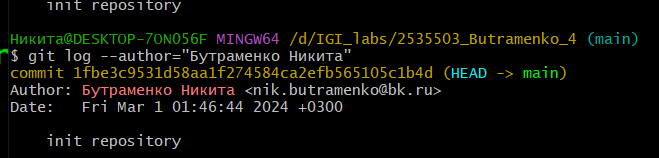 init repository
Никита@DESKTOP-7ON056F MINGW64 /d/IGI_labs/2535503_Butramenko_4 (main)
$ git log --author="Бутраменко Никита"
commit 1fbe3c9531d58aa1f274584ca2efb565105c1b4d (HEAD -> main)
Author: Бутраменко Никита <nik.butramenko@bk.ru>
Date:   Fri Mar 1 01:46:44 2024 +0300
init repository